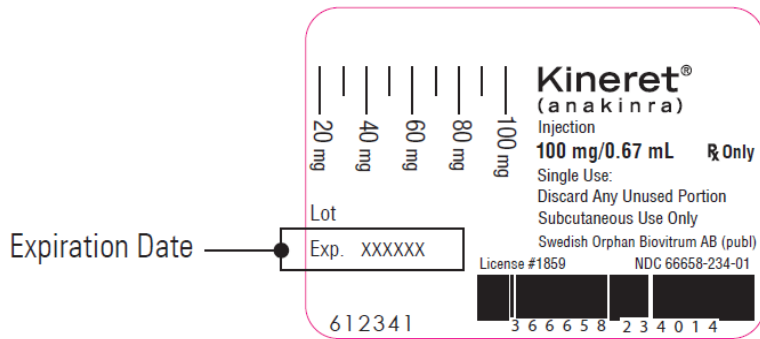 20 mg
40 mg
60 mg
80 mg
100 mg
Kineret®
(anakinra)
Injection
100 mg/0.67 mL ℞ Only
Single Use:
Discard Any Unused Portion
Subcutaneous Use Only
Swedish Orphan Biovitrum AB (publ)
License #1859 NDC 66658-234-01
3 66658 23401 4
Lot
Expiration Date
Exp. XXXXXX
612341